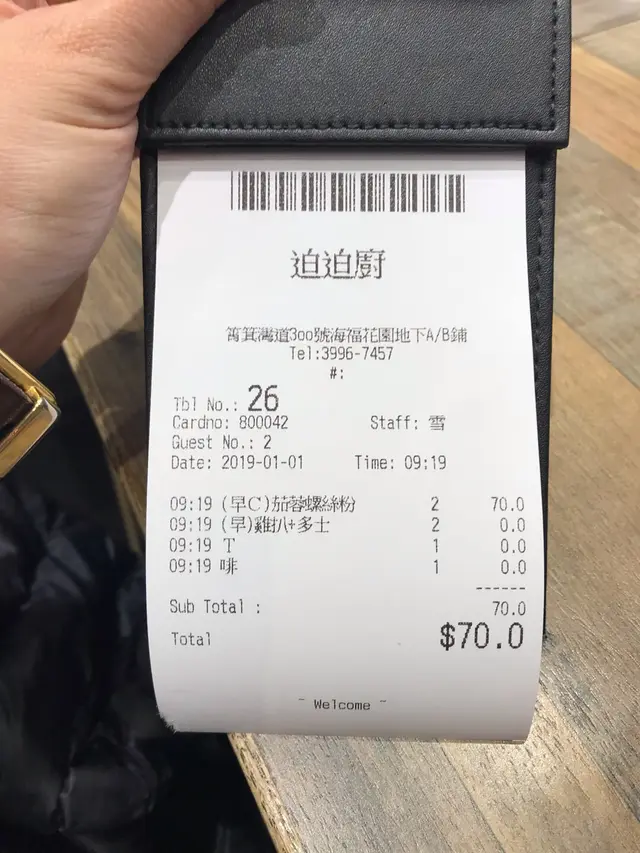 迫迫廚
筲箕灣道300號海福花園地下A/B鋪
Tel:3996-7457
#:
Tbl No.: 26
Cardno: 800042 Staff: 雪
Guest No.: 2
Date: 2019-01-01 Time: 09:19
09:19 (早C)茄蓉螺絲粉 2 70.0
09:19 (早)雞扒+多士 2 0.0
09:19 T 1 0.0
09:19 啡 1 0.0
------
Sub Total : 70.0
Total $70.0
~ Welcome ~